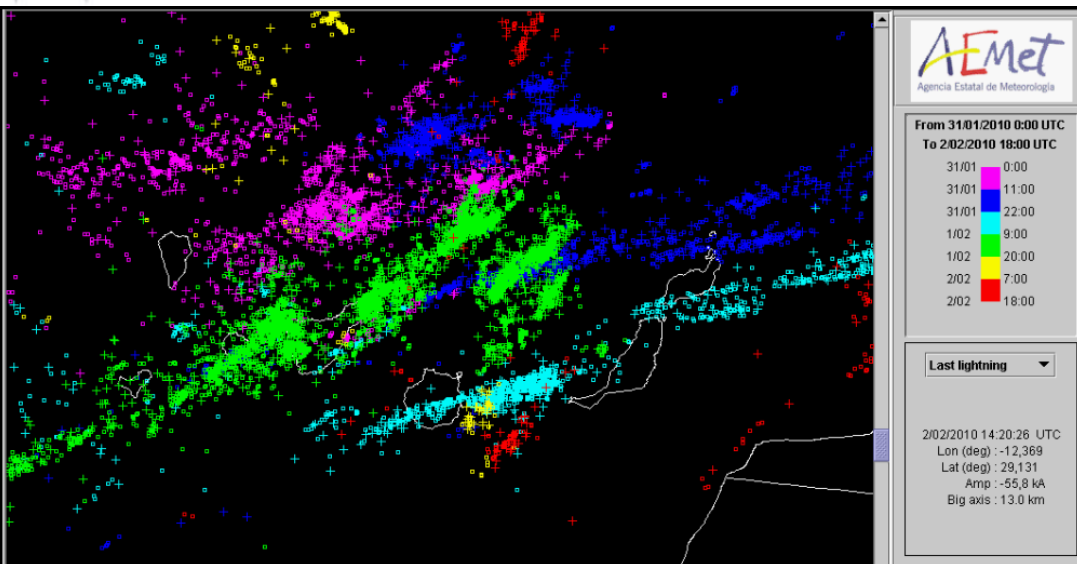 AEMet
Agencia Estatal de Meteorología
From 31/01/2010 0:00 UTC
To 2/02/2010 18:00 UTC
31/01 0:00
31/01 11:00
31/01 22:00
1/02 9:00
1/02 20:00
2/02 7:00
2/02 18:00
Last lightning
2/02/2010 14:20:26 UTC
Lon (deg) : -12,369
Lat (deg) : 29,131
Amp : -55,8 kA
Big axis : 13.0 km